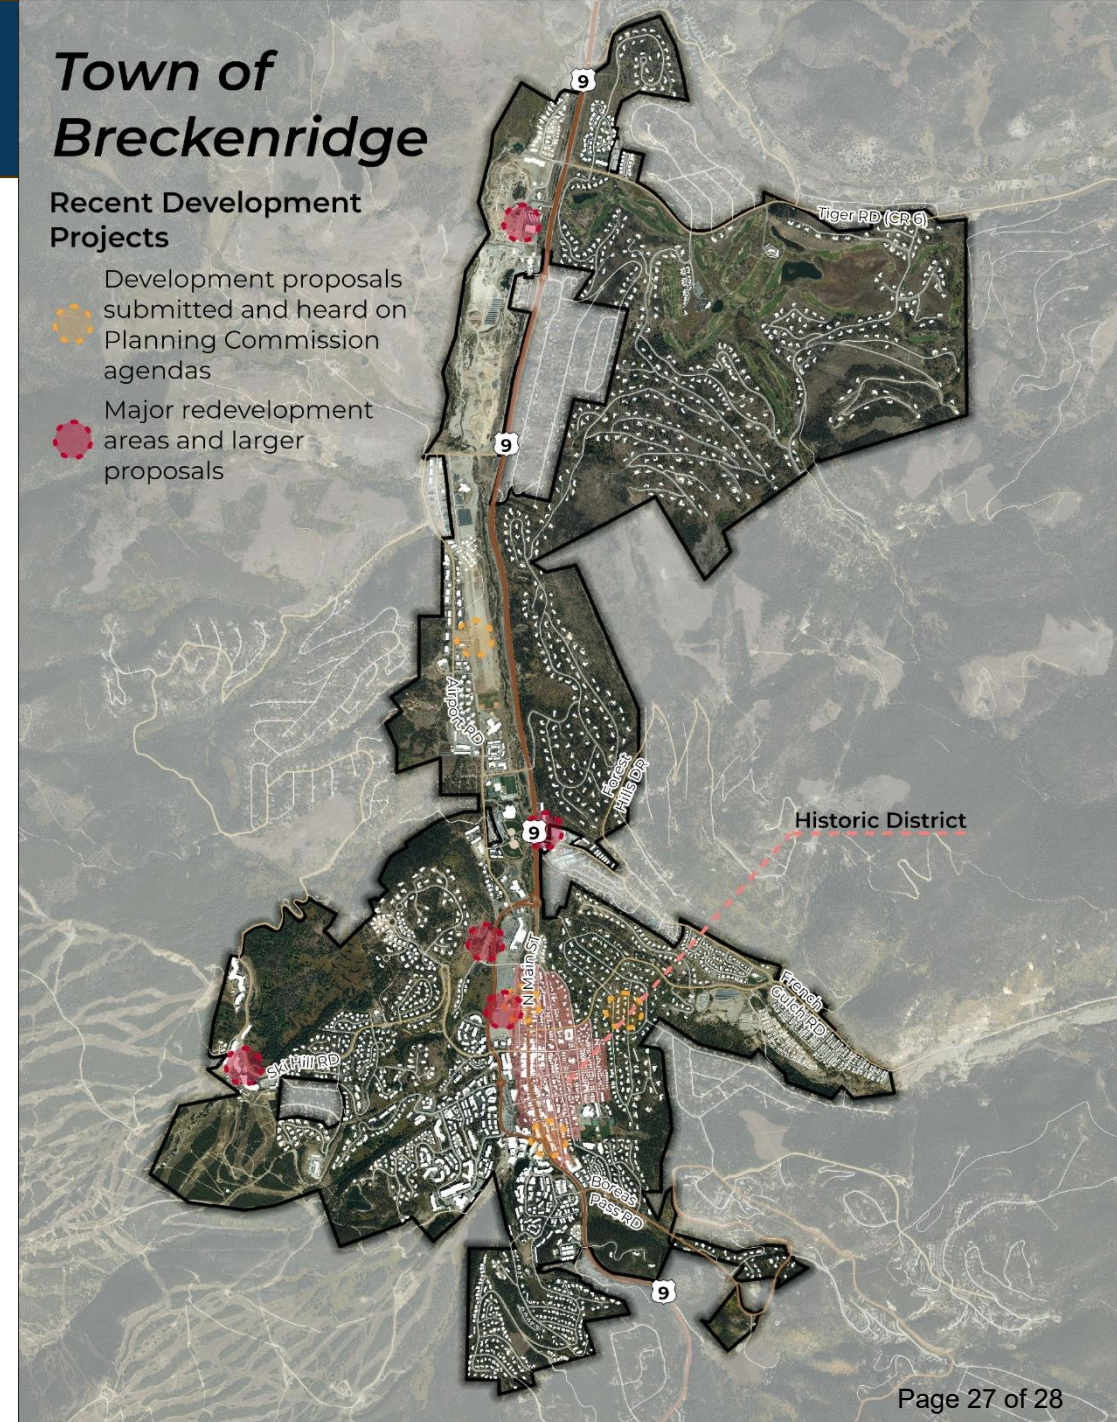 Town of
Breckenridge
Recent Development
Projects
Development proposals
submitted and heard on
Planning Commission
agendas
Major redevelopment
areas and larger
proposals
9
Tiger RD (CR 6)
9
Airport RD
Forest
Hills DR
9
Historic District
N Main ST
French
Gulch RD
Ski Hill RD
Boreas
Pass RD
9
Page 27 of 28